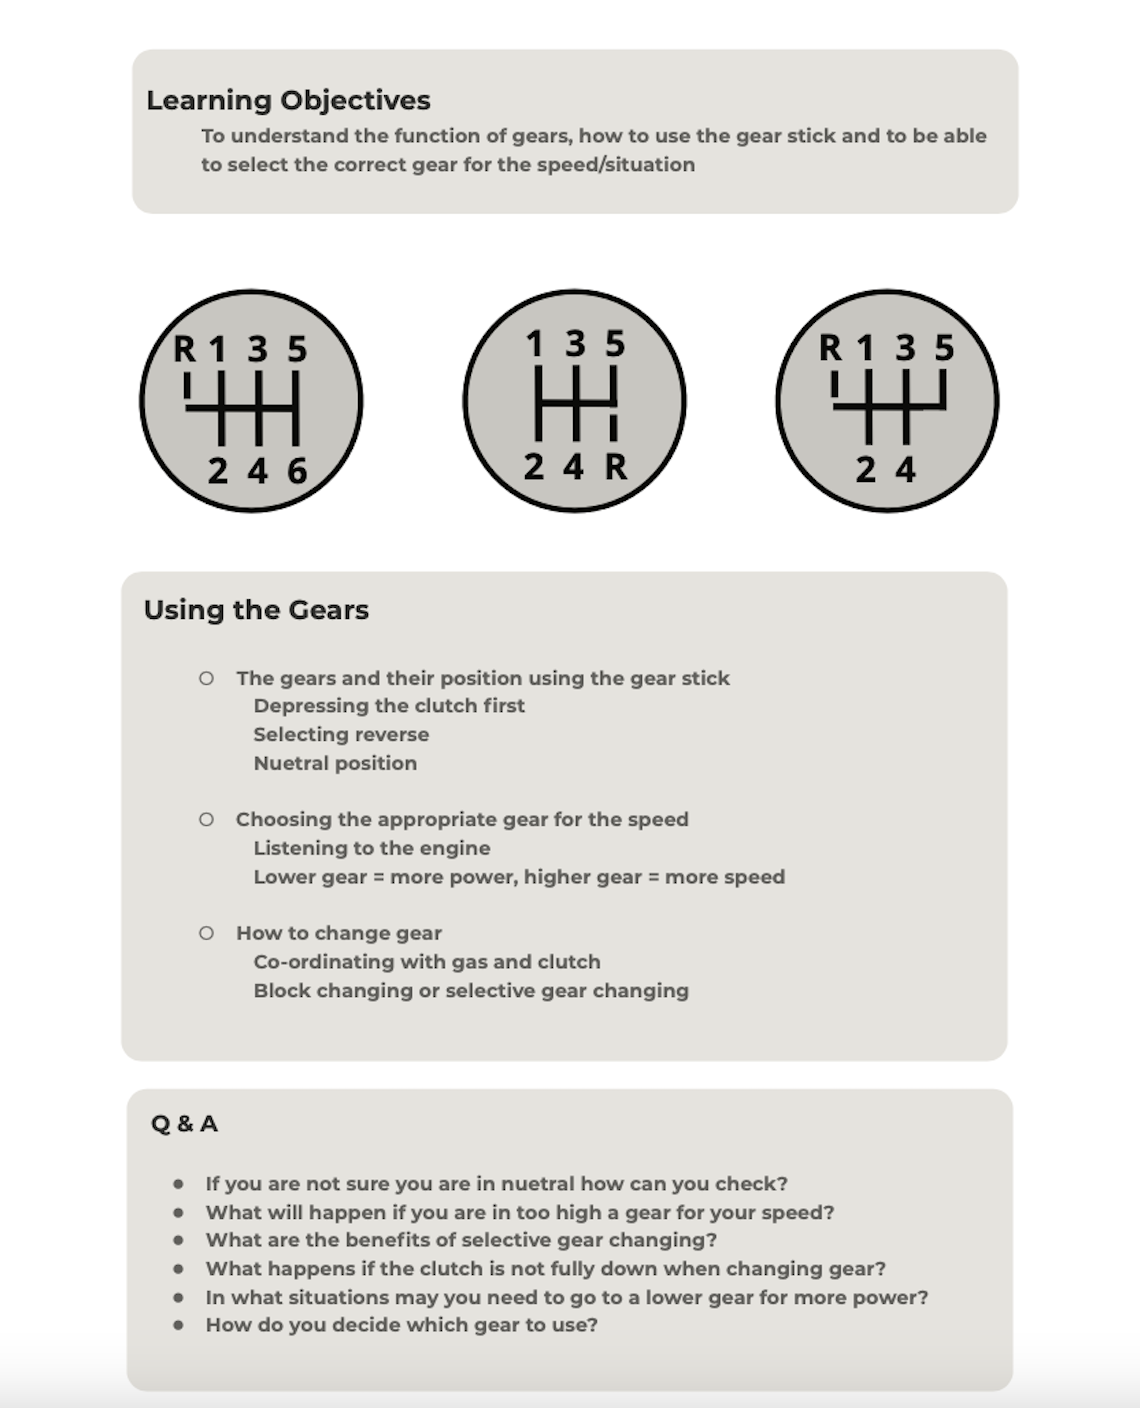 Learning Objectives
To understand the function of gears, how to use the gear stick and to be able
to select the correct gear for the speed/situation
R 1 3 5
2 4 6
1 3 5
2 4 R
R 1 3 5
2 4
Using the Gears
The gears and their position using the gear stick
Depressing the clutch first
Selecting reverse
Nuetral position
Choosing the appropriate gear for the speed
Listening to the engine
Lower gear = more power, higher gear = more speed
How to change gear
Co-ordinating with gas and clutch
Block changing or selective gear changing
Q & A
If you are not sure you are in nuetral how can you check?
What will happen if you are in too high a gear for your speed?
What are the benefits of selective gear changing?
What happens if the clutch is not fully down when changing gear?
In what situations may you need to go to a lower gear for more power?
How do you decide which gear to use?